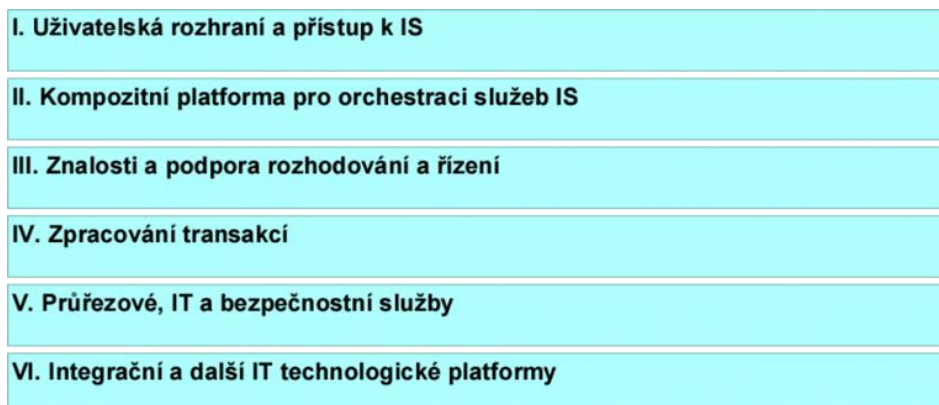 I. Uživatelská rozhraní a přístup k IS
II. Kompozitní platforma pro orchestraci služeb IS
III. Znalosti a podpora rozhodování a řízení
IV. Zpracování transakcí
V. Průřezové, IT a bezpečnostní služby
VI. Integrační a další IT technologické platformy